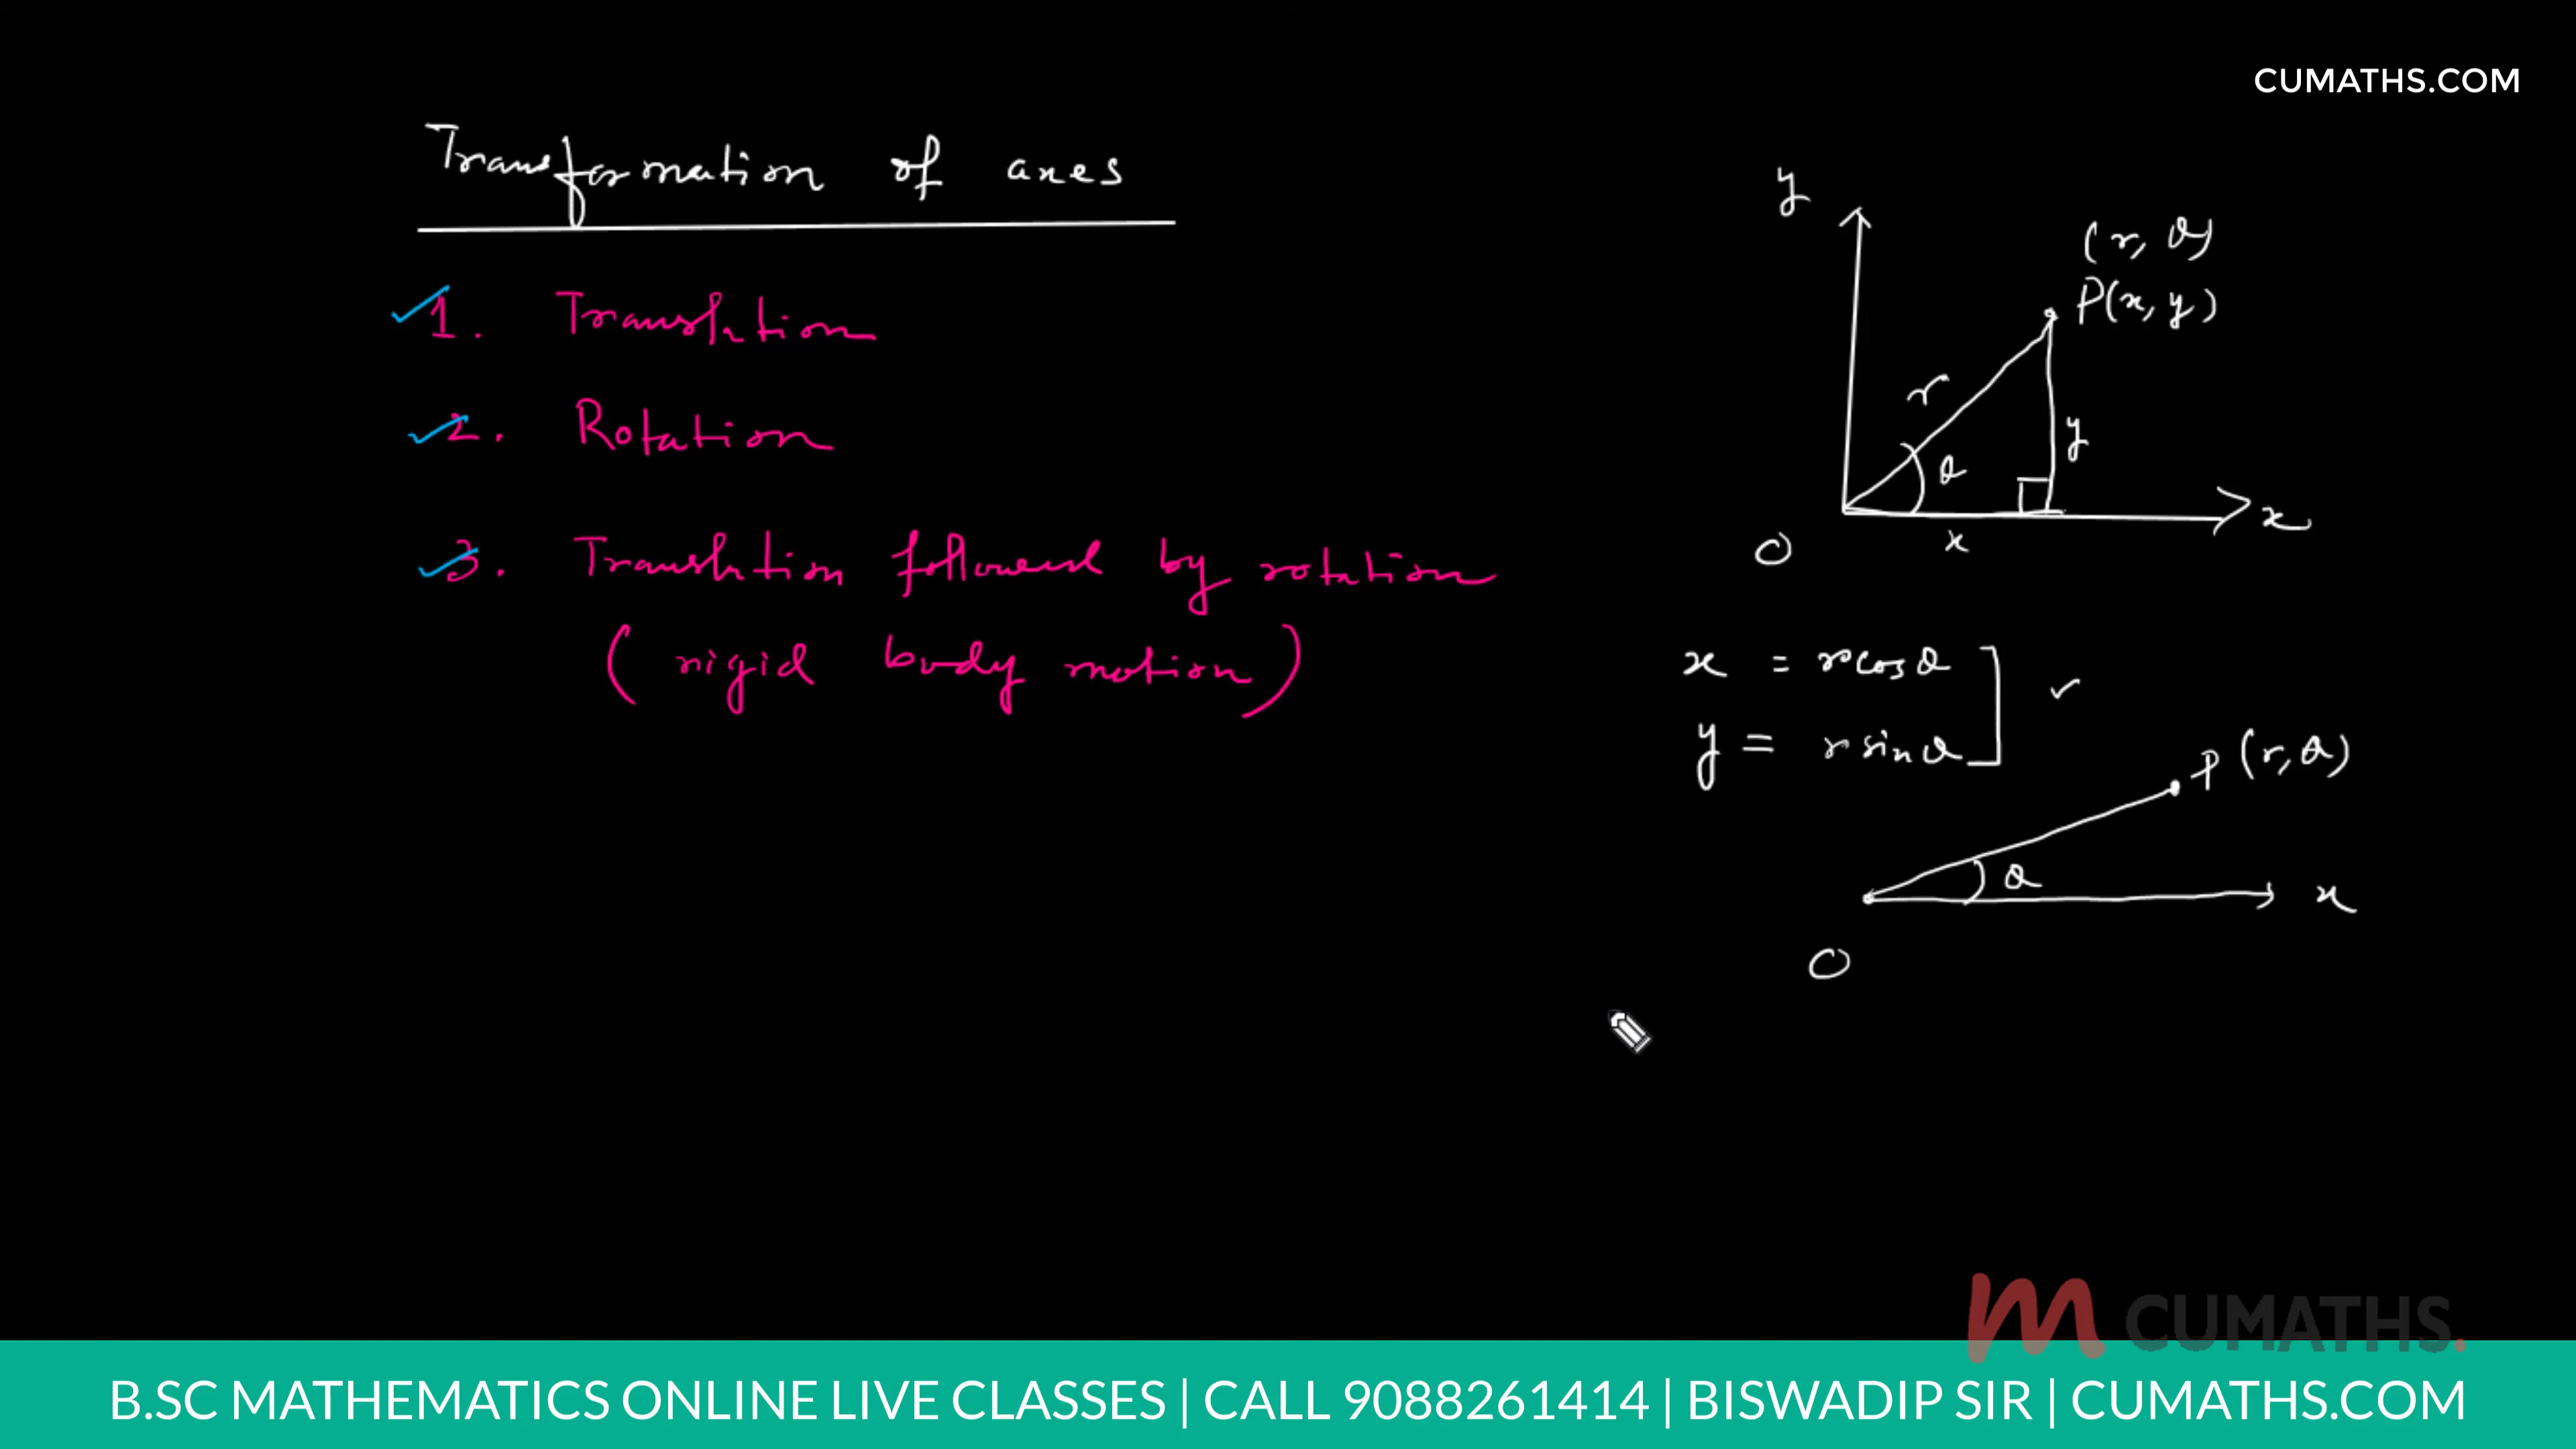 CUMATHS.COM
Transformation of axes
1. Translation
2. Rotation
3. Translation followed by rotation
(rigid body motion)
y
(r, θ)
P(x, y)
r
y
θ
x
x
O
x = r cos θ
y = r sin θ
P (r, θ)
θ
x
O
CUMATHS.
B.SC MATHEMATICS ONLINE LIVE CLASSES | CALL 9088261414 | BISWADIP SIR | CUMATHS.COM